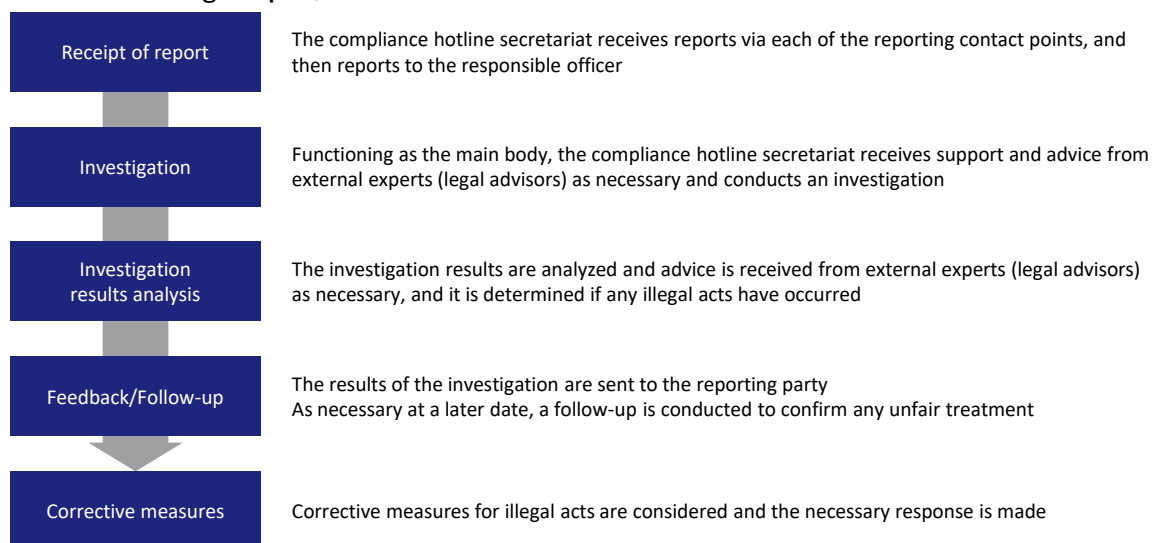 Receipt of report
The compliance hotline secretariat receives reports via each of the reporting contact points, and
then reports to the responsible officer
Investigation
Functioning as the main body, the compliance hotline secretariat receives support and advice from
external experts (legal advisors) as necessary and conducts an investigation
Investigation
results analysis
The investigation results are analyzed and advice is received from external experts (legal advisors)
as necessary, and it is determined if any illegal acts have occurred
Feedback/Follow-up
The results of the investigation are sent to the reporting party
As necessary at a later date, a follow-up is conducted to confirm any unfair treatment
Corrective measures
Corrective measures for illegal acts are considered and the necessary response is made